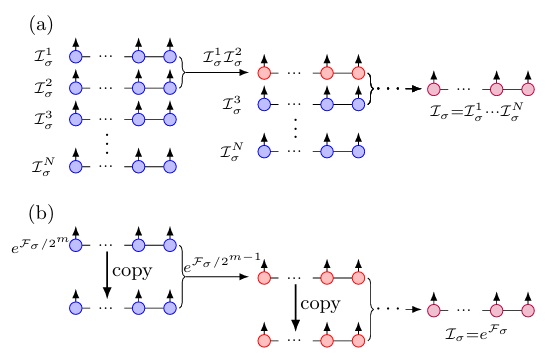 (a)
$\mathcal{I}_\sigma^1$ ... $\mathcal{I}_\sigma^1\mathcal{I}_\sigma^2$
$\mathcal{I}_\sigma^2$ ... ...
$\mathcal{I}_\sigma^3$ ... $\mathcal{I}_\sigma^3$ ... $\mathcal{I}_\sigma=\mathcal{I}_\sigma^1\cdots\mathcal{I}_\sigma^N$
$\mathcal{I}_\sigma^N$ ... $\mathcal{I}_\sigma^N$ ...
(b)
$e^{\mathcal{F}_\sigma/2^m}$ ...
copy $e^{\mathcal{F}_\sigma/2^{m-1}}$
... ...
copy
... $\mathcal{I}_\sigma=e^{\mathcal{F}_\sigma}$